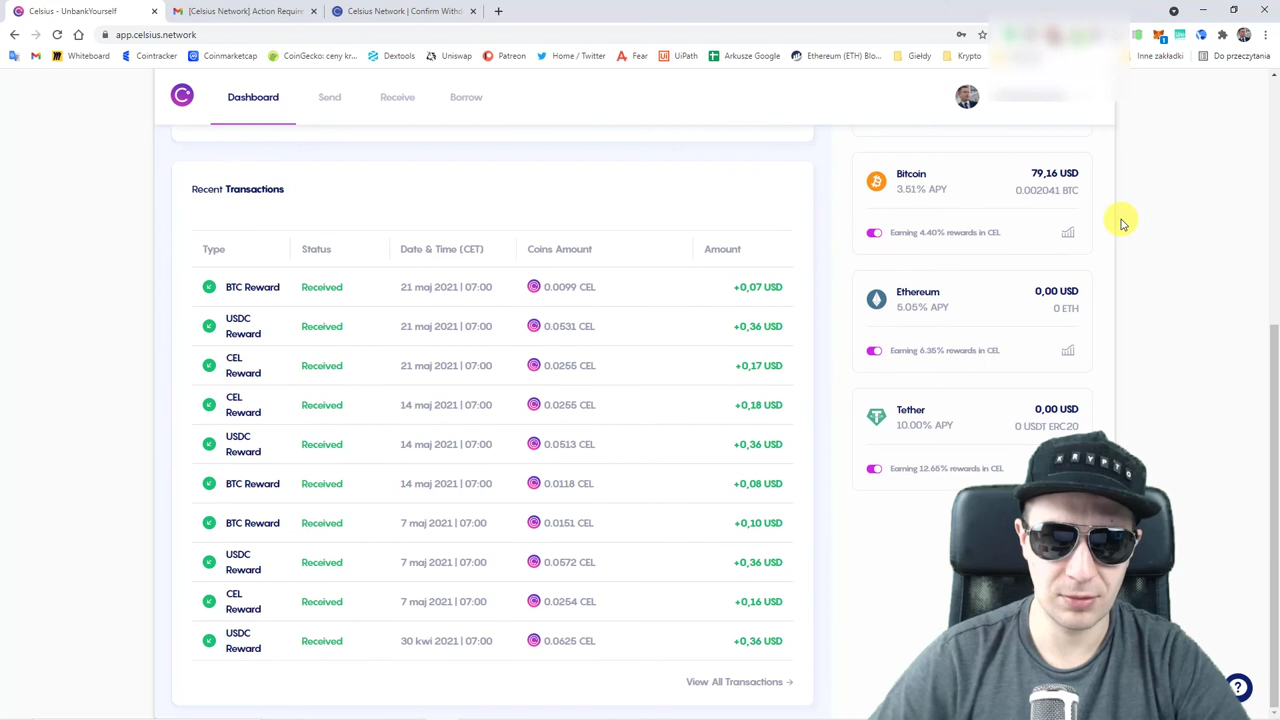 Celsius - UnbankYourself
[Celsius Network] Action Require
Celsius Network | Confirm Withd
app.celsius.network
Whiteboard
Cointracker
Coinmarketcap
CoinGecko: ceny kr...
Dextools
Uniswap
Patreon
Home / Twitter
Fear
UiPath
Arkusze Google
Ethereum (ETH) Blo...
Giełdy
Krypto
Inne zakładki
Do przeczytania
Dashboard
Send
Receive
Borrow
Recent Transactions
Type Status Date & Time (CET) Coins Amount Amount
BTC Reward Received 21 maj 2021 | 07:00 0.0099 CEL +0,07 USD
USDC
Reward Received 21 maj 2021 | 07:00 0.0531 CEL +0,36 USD
CEL
Reward Received 21 maj 2021 | 07:00 0.0255 CEL +0,17 USD
CEL
Reward Received 14 maj 2021 | 07:00 0.0255 CEL +0,18 USD
USDC
Reward Received 14 maj 2021 | 07:00 0.0513 CEL +0,36 USD
BTC Reward Received 14 maj 2021 | 07:00 0.0118 CEL +0,08 USD
BTC Reward Received 7 maj 2021 | 07:00 0.0151 CEL +0,10 USD
USDC
Reward Received 7 maj 2021 | 07:00 0.0572 CEL +0,36 USD
CEL
Reward Received 7 maj 2021 | 07:00 0.0254 CEL +0,16 USD
USDC
Reward Received 30 kwi 2021 | 07:00 0.0625 CEL +0,36 USD
View All Transactions →
Bitcoin 79,16 USD
3.51% APY 0.002041 BTC
Earning 4.40% rewards in CEL
Ethereum 0,00 USD
5.05% APY 0 ETH
Earning 6.35% rewards in CEL
Tether 0,00 USD
10.00% APY 0 USDT ERC20
Earning 12.65% rewards in CEL
KRYPTO
?